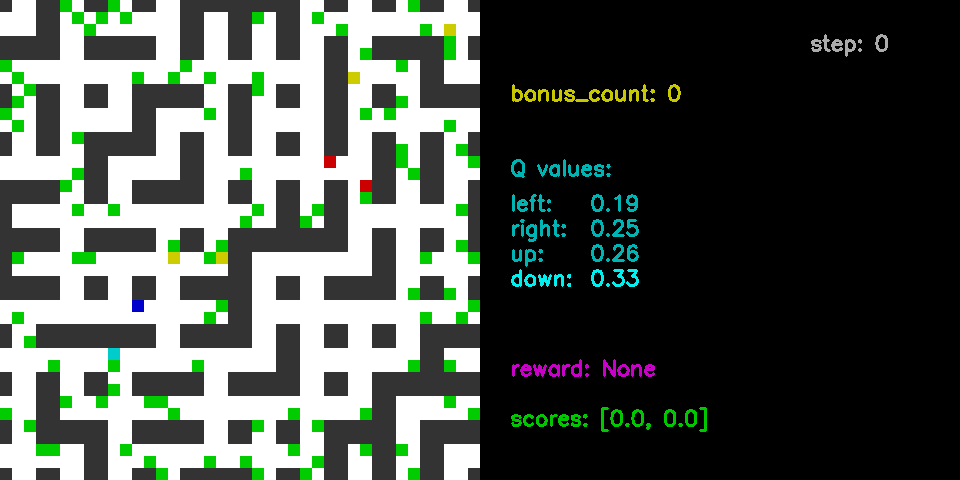 step: 0
bonus_count: 0
Q values:
left: 0.19
right: 0.25
up: 0.26
down: 0.33
reward: None
scores: [0.0, 0.0]